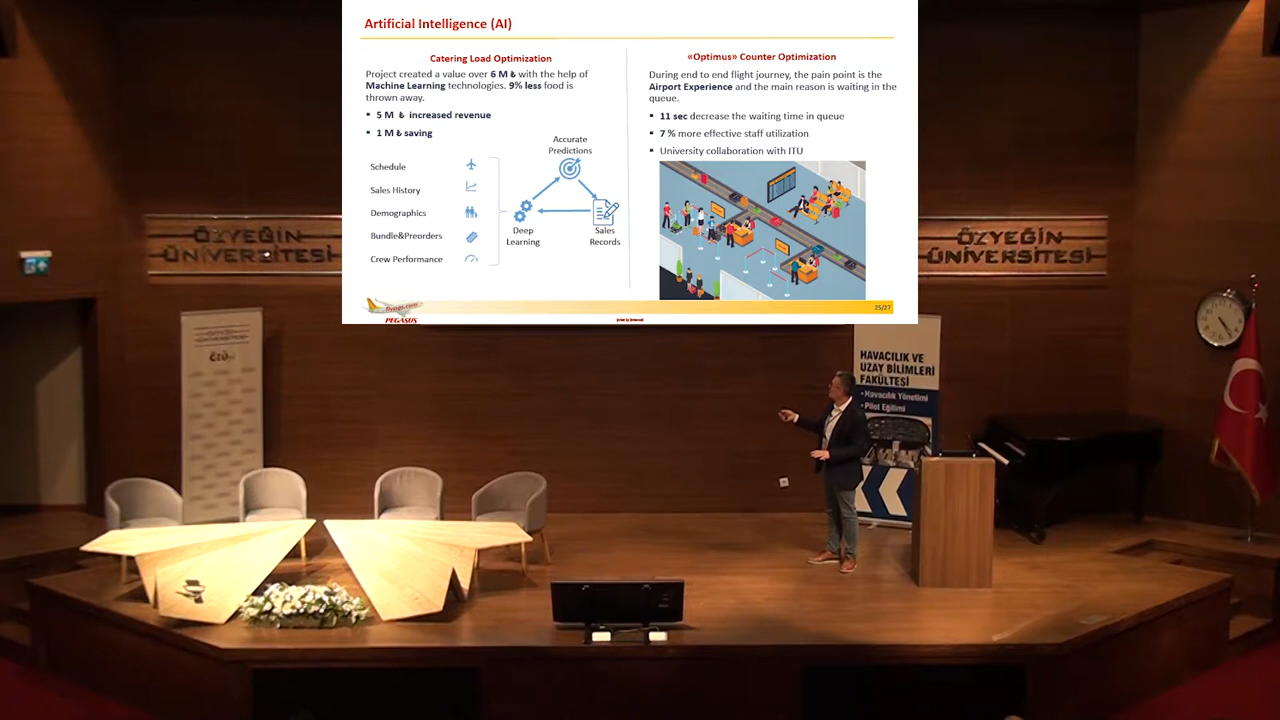 Artificial Intelligence (AI)
Catering Load Optimization
Project created a value over 6 M ₺ with the help of
Machine Learning technologies. 9% less food is
thrown away.
▪ 5 M ₺ increased revenue
▪ 1 M ₺ saving
Schedule
Sales History
Demographics
Bundle&Preorders
Crew Performance
Accurate
Predictions
Deep
Learning
Sales
Records
«Optimus» Counter Optimization
During end to end flight journey, the pain point is the
Airport Experience and the main reason is waiting in the
queue.
▪ 11 sec decrease the waiting time in queue
▪ 7 % more effective staff utilization
▪ University collaboration with ITU
flypgs.com
PEGASUS
25/27
ÖZYEĞİN
ÜNİVERSİTESİ
ÖZYEĞİN
ÜNİVERSİTESİ
HAVACILIK VE
UZAY BİLİMLERİ
FAKÜLTESİ
• Havacılık Yönetimi
• Pilot Eğitimi